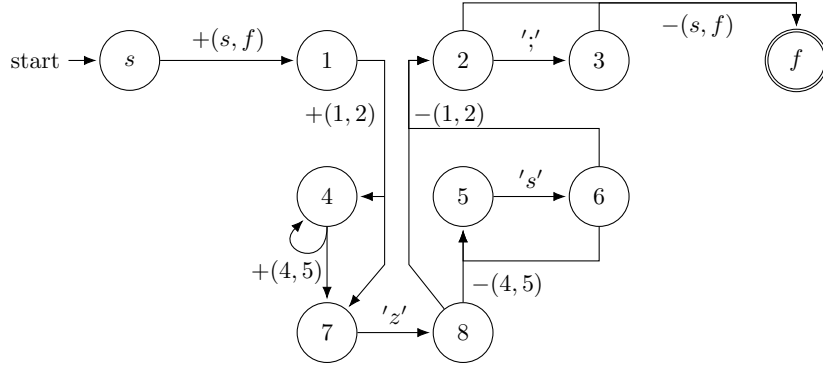 start s +(s, f) 1 2 ';' 3 −(s, f) f
+(1, 2) −(1, 2)
4 5 's' 6
+(4, 5) −(4, 5)
7 'z' 8